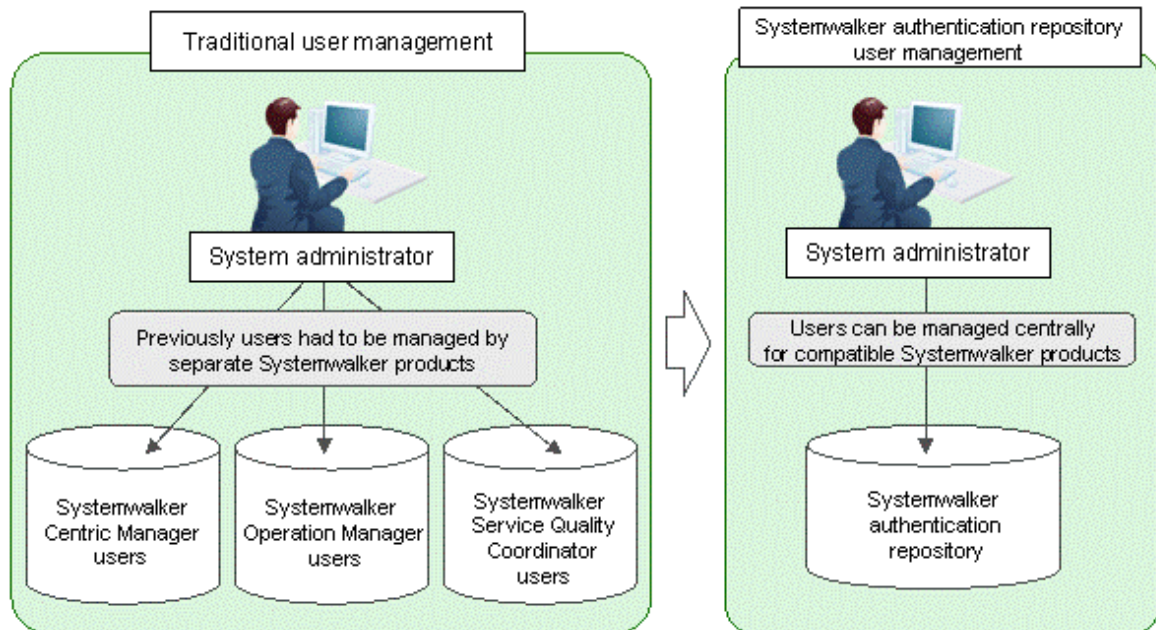 Traditional user management
System administrator
Previously users had to be managed by
separate Systemwalker products
Systemwalker
Centric Manager
users
Systemwalker
Operation Manager
users
Systemwalker
Service Quality
Coordinator
users
Systemwalker authentication repository
user management
System administrator
Users can be managed centrally
for compatible Systemwalker products
Systemwalker
authentication
repository